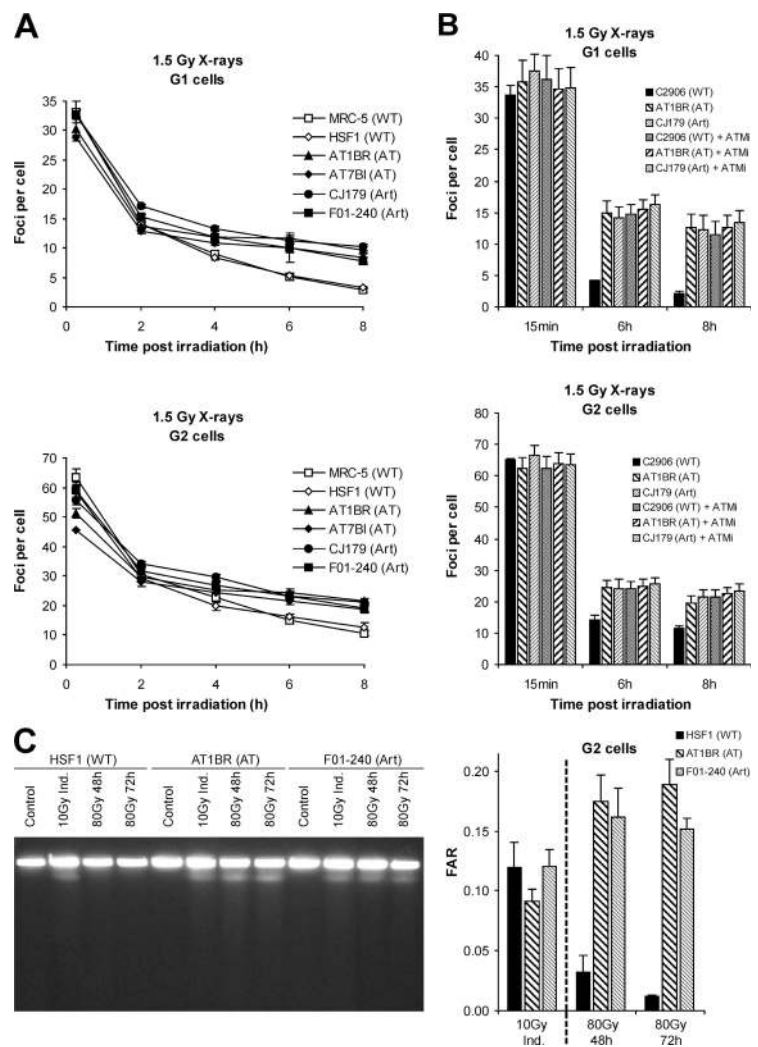 A
1.5 Gy X-rays
G1 cells
35
30
25
20
15
10
5
0
Foci per cell
MRC-5 (WT)
HSF1 (WT)
AT1BR (AT)
AT7BI (AT)
CJ179 (Art)
F01-240 (Art)
0
2
4
6
8
Time post irradiation (h)
B
1.5 Gy X-rays
G1 cells
40
35
30
25
20
15
10
5
0
Foci per cell
C2906 (WT)
AT1BR (AT)
CJ179 (Art)
C2906 (WT) + ATMi
AT1BR (AT) + ATMi
CJ179 (Art) + ATMi
15min
6h
8h
Time post irradiation
1.5 Gy X-rays
G2 cells
70
60
50
40
30
20
10
0
Foci per cell
MRC-5 (WT)
HSF1 (WT)
AT1BR (AT)
AT7BI (AT)
CJ179 (Art)
F01-240 (Art)
0
2
4
6
8
Time post irradiation (h)
1.5 Gy X-rays
G2 cells
80
70
60
50
40
30
20
10
0
Foci per cell
C2906 (WT)
AT1BR (AT)
CJ179 (Art)
C2906 (WT) + ATMi
AT1BR (AT) + ATMi
CJ179 (Art) + ATMi
15min
6h
8h
Time post irradiation
C
HSF1 (WT)
AT1BR (AT)
F01-240 (Art)
Control
10Gy Ind.
80Gy 48h
80Gy 72h
Control
10Gy Ind.
80Gy 48h
80Gy 72h
Control
10Gy Ind.
80Gy 48h
80Gy 72h
G2 cells
HSF1 (WT)
AT1BR (AT)
F01-240 (Art)
0.20
0.15
0.10
0.05
0.00
FAR
10Gy
Ind.
80Gy
48h
80Gy
72h